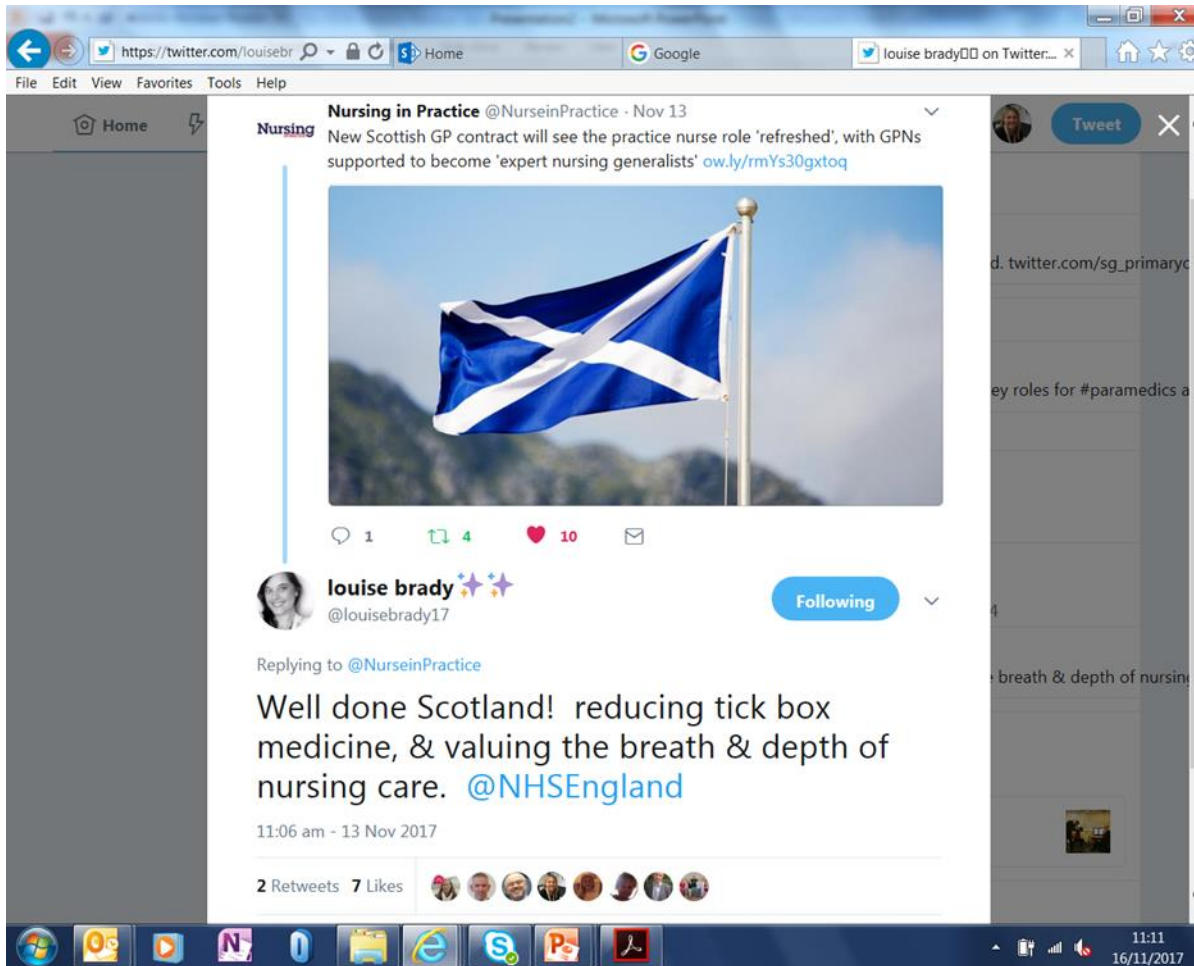 Presentation2 - Microsoft PowerPoint
https://twitter.com/louisebr
Home
Google
louise brady on Twitter:...
File Edit View Favorites Tools Help
Home
Tweet
Nursing
Nursing in Practice @NurseinPractice · Nov 13
New Scottish GP contract will see the practice nurse role 'refreshed', with GPNs
supported to become 'expert nursing generalists' ow.ly/rmYs30gxtoq
1 4 10
louise brady
@louisebrady17
Following
Replying to @NurseinPractice
Well done Scotland! reducing tick box
medicine, & valuing the breath & depth of
nursing care. @NHSEngland
11:06 am - 13 Nov 2017
2 Retweets 7 Likes
d. twitter.com/sg_primaryc
ey roles for #paramedics a
4
breath & depth of nursing
11:11
16/11/2017